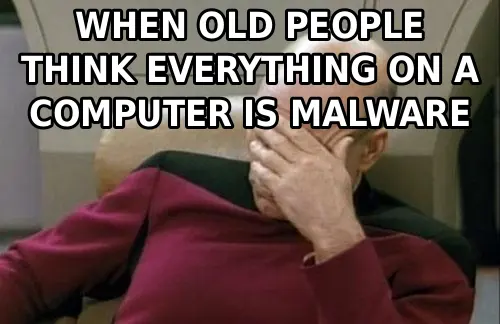 WHEN OLD PEOPLE
THINK EVERYTHING ON A
COMPUTER IS MALWARE